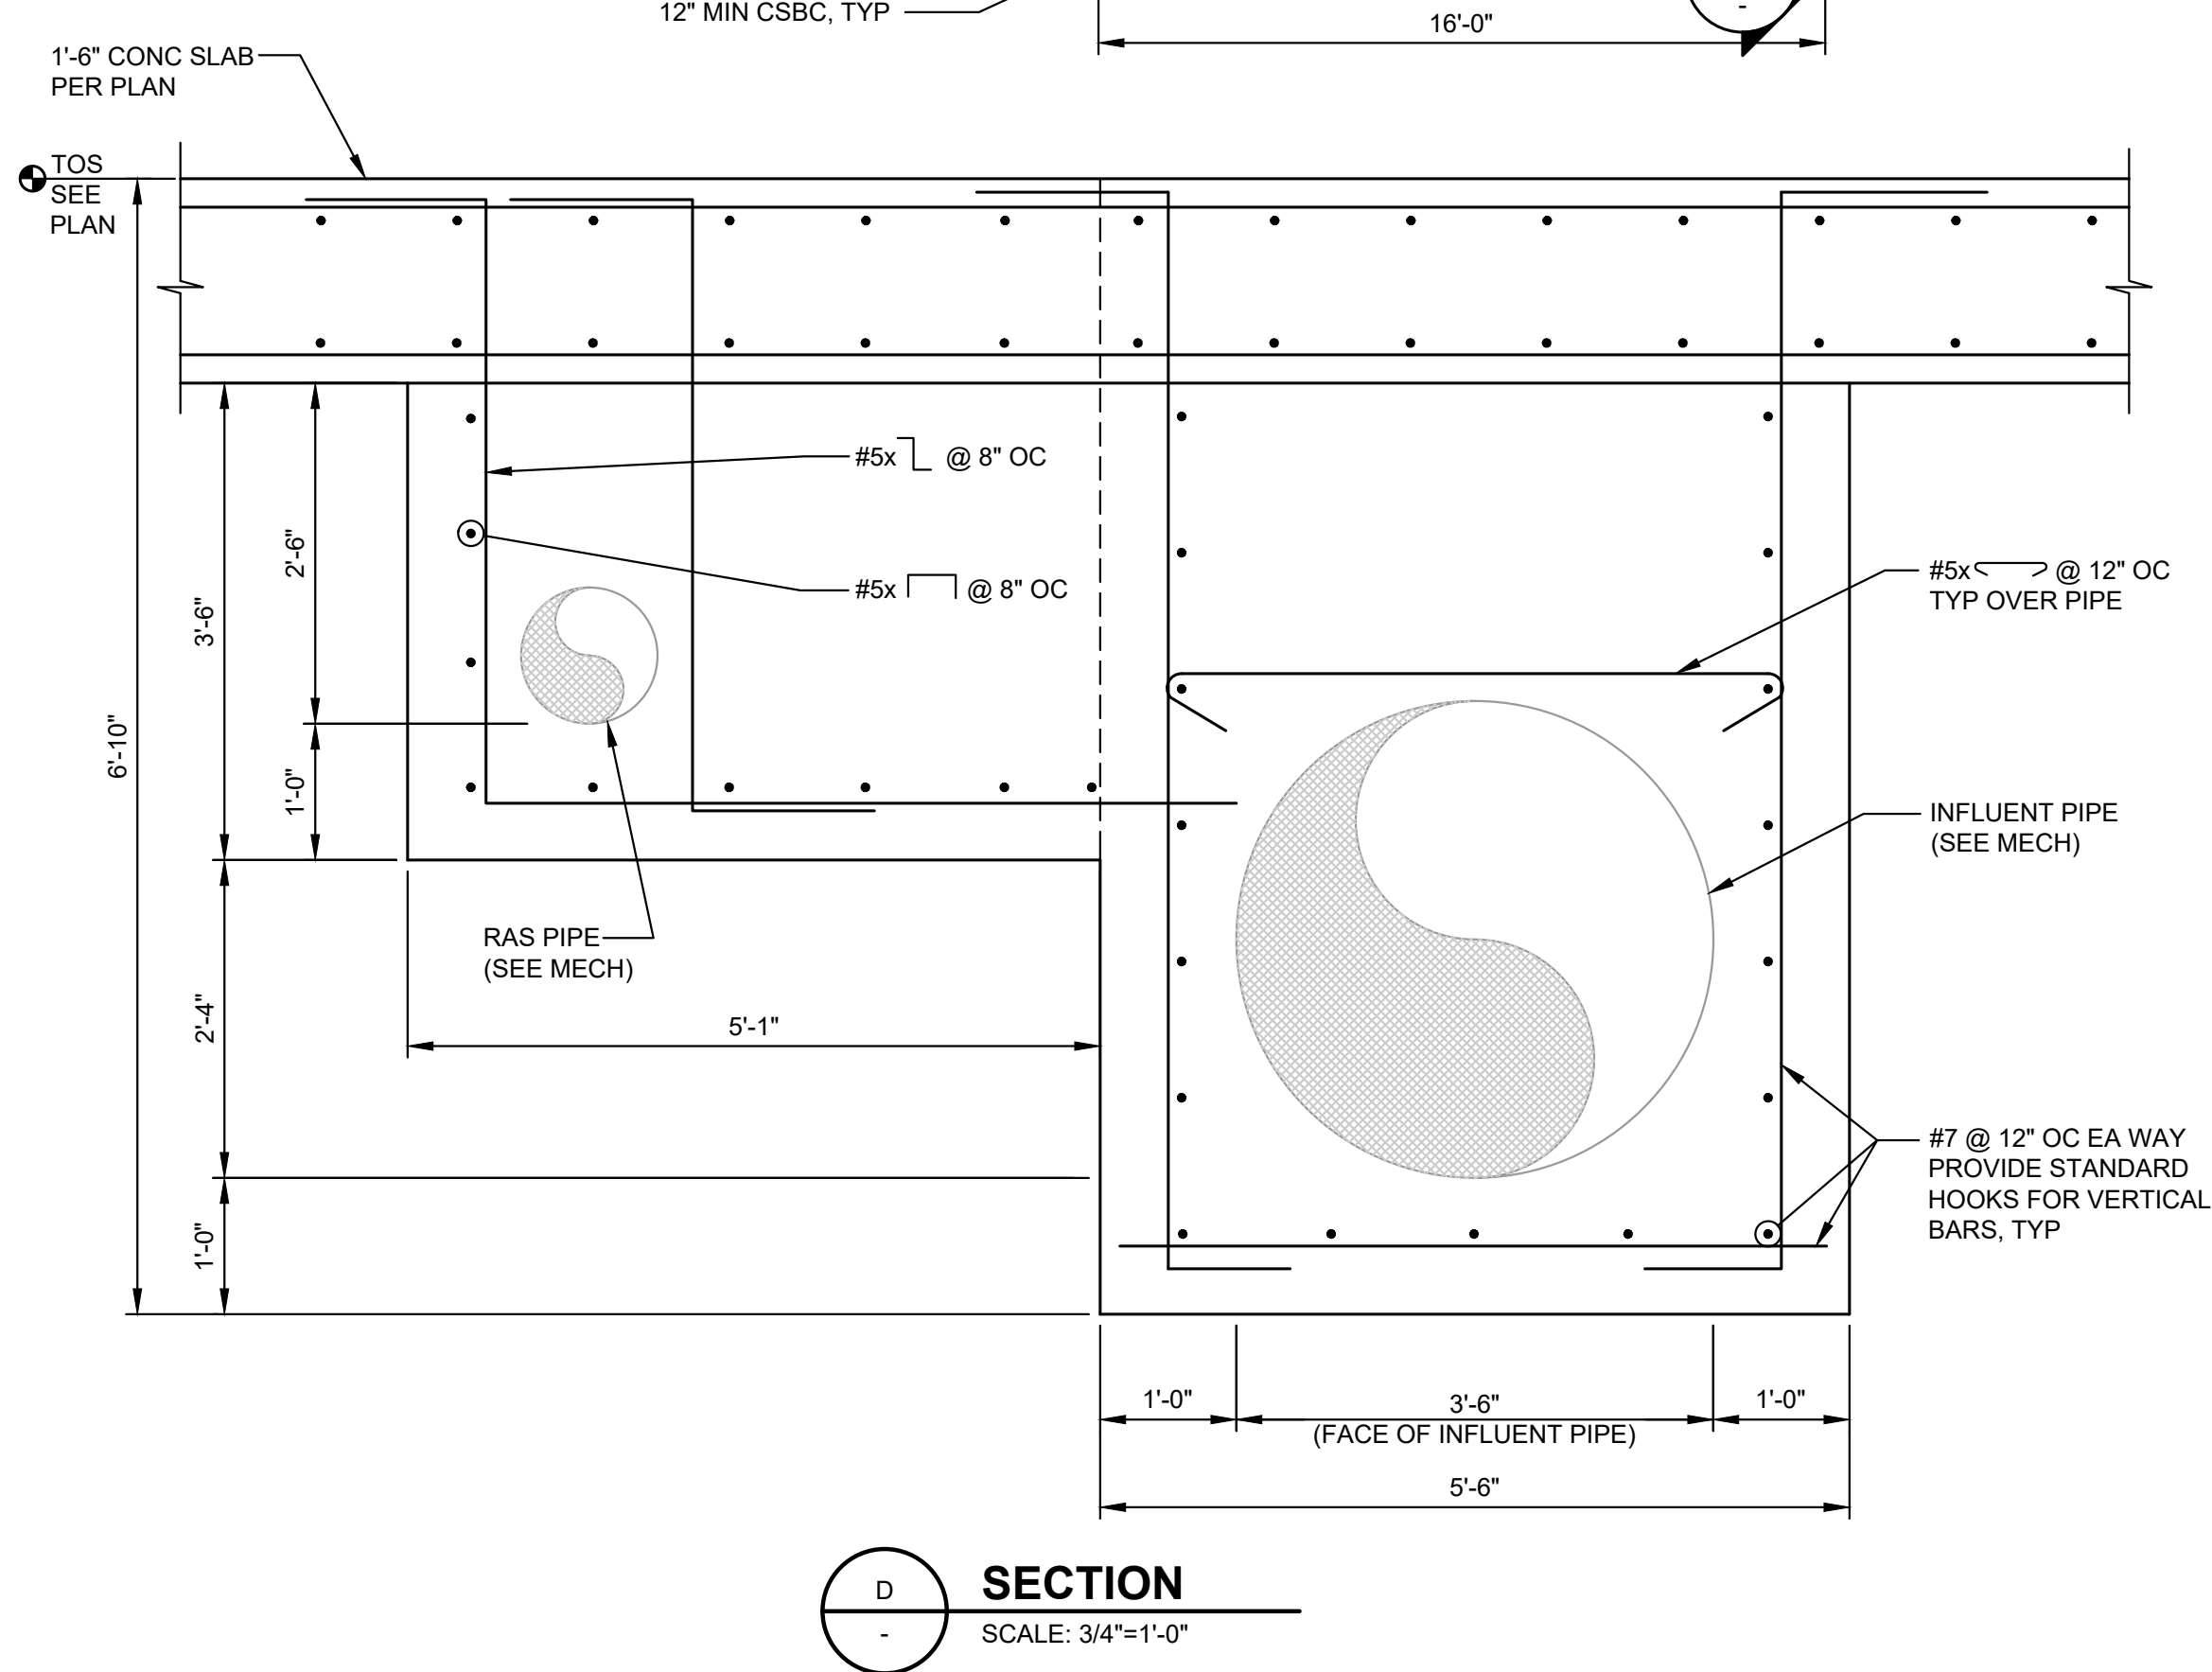 12" MIN CSBC, TYP
16'-0"
-
1'-6" CONC SLAB
PER PLAN
TOS
SEE
PLAN
#5x @ 8" OC
#5x @ 8" OC
2'-6"
3'-6"
6'-10"
1'-0"
#5x @ 12" OC
TYP OVER PIPE
INFLUENT PIPE
(SEE MECH)
RAS PIPE
(SEE MECH)
2'-4"
5'-1"
#7 @ 12" OC EA WAY
PROVIDE STANDARD
HOOKS FOR VERTICAL
BARS, TYP
1'-0"
1'-0"
3'-6"
(FACE OF INFLUENT PIPE)
1'-0"
5'-6"
D
-
SECTION
SCALE: 3/4"=1'-0"